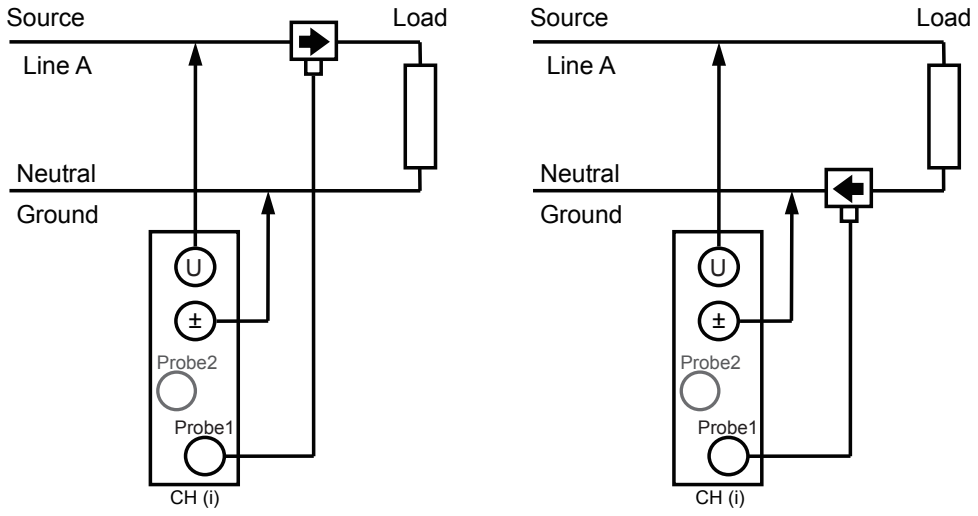 Source Load
Line A
Neutral
Ground
U
±
Probe2
Probe1
CH (i)
Source Load
Line A
Neutral
Ground
U
±
Probe2
Probe1
CH (i)